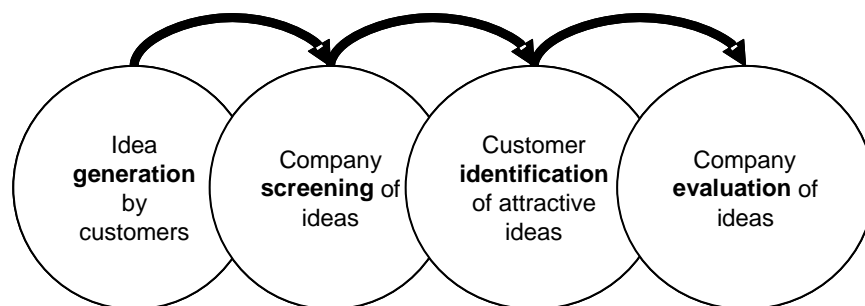 Idea
generation
by
customers
Company
screening of
ideas
Customer
identification
of attractive
ideas
Company
evaluation of
ideas